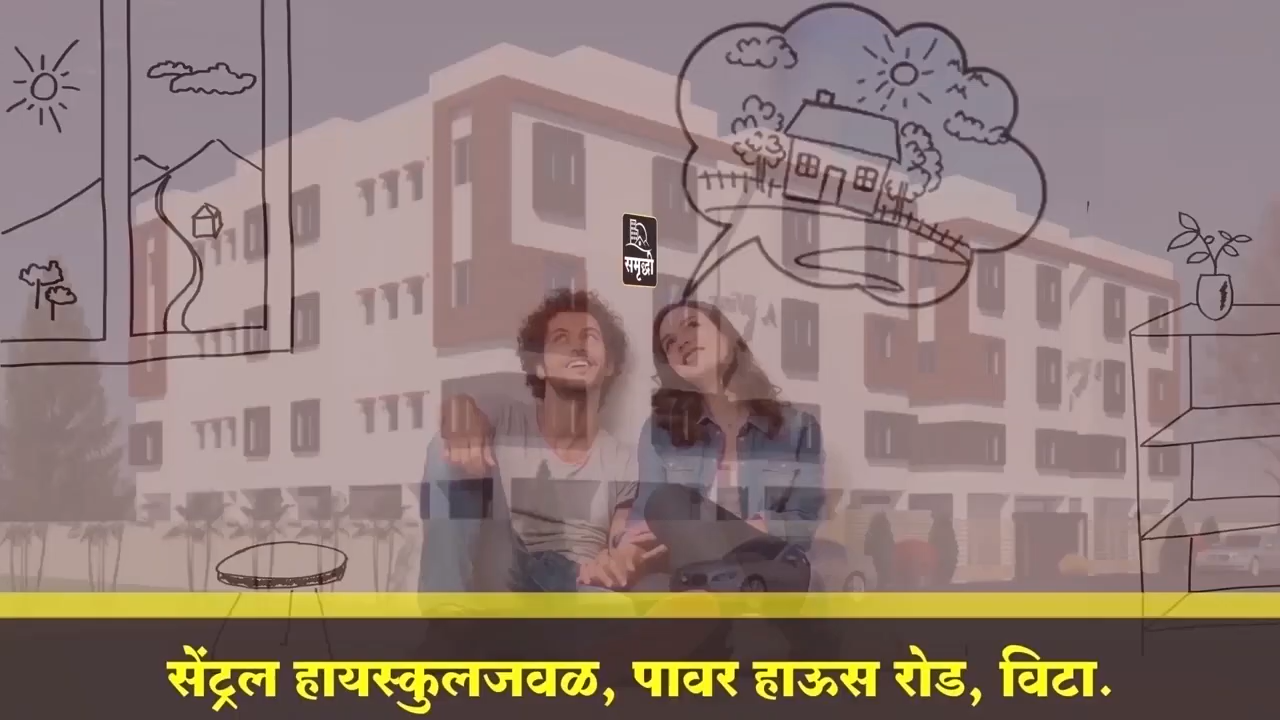 समृद्धी
सेंट्रल हायस्कुलजवळ, पावर हाऊस रोड, विटा.